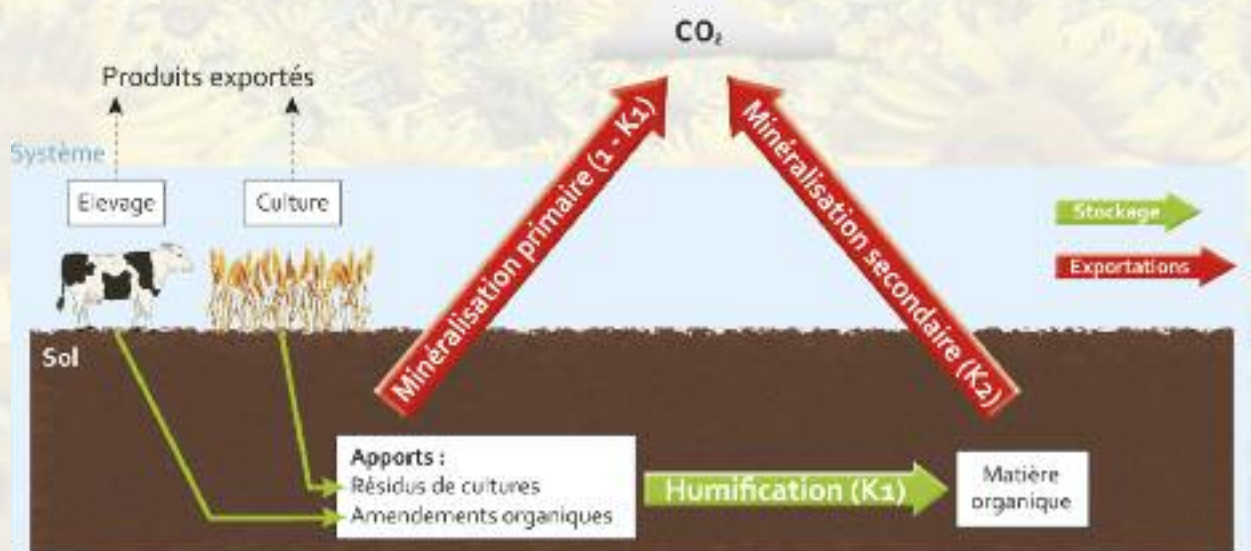 CO₂
Produits exportés
Système
Elevage
Culture
Minéralisation primaire (1 - K1)
Minéralisation secondaire (K2)
Stockage
Exportations
Sol
Apports :
Résidus de cultures
Amendements organiques
Humification (K1)
Matière
organique